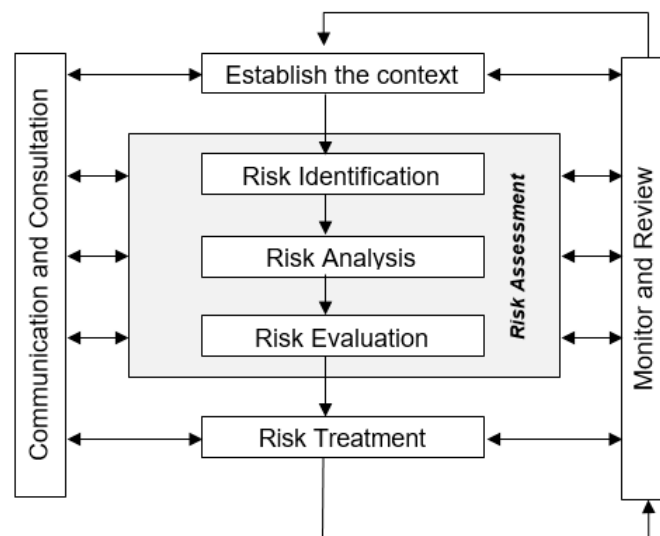 Establish the context
Communication and Consultation
Risk Identification
Risk Analysis
Risk Evaluation
Risk Assessment
Monitor and Review
Risk Treatment